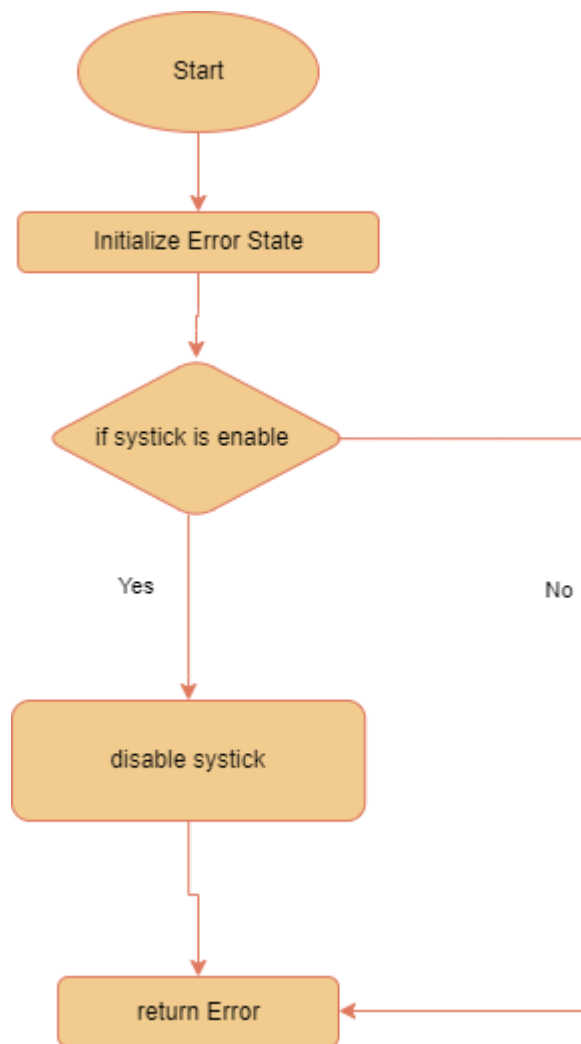 Start
Initialize Error State
if systick is enable
Yes
No
disable systick
return Error